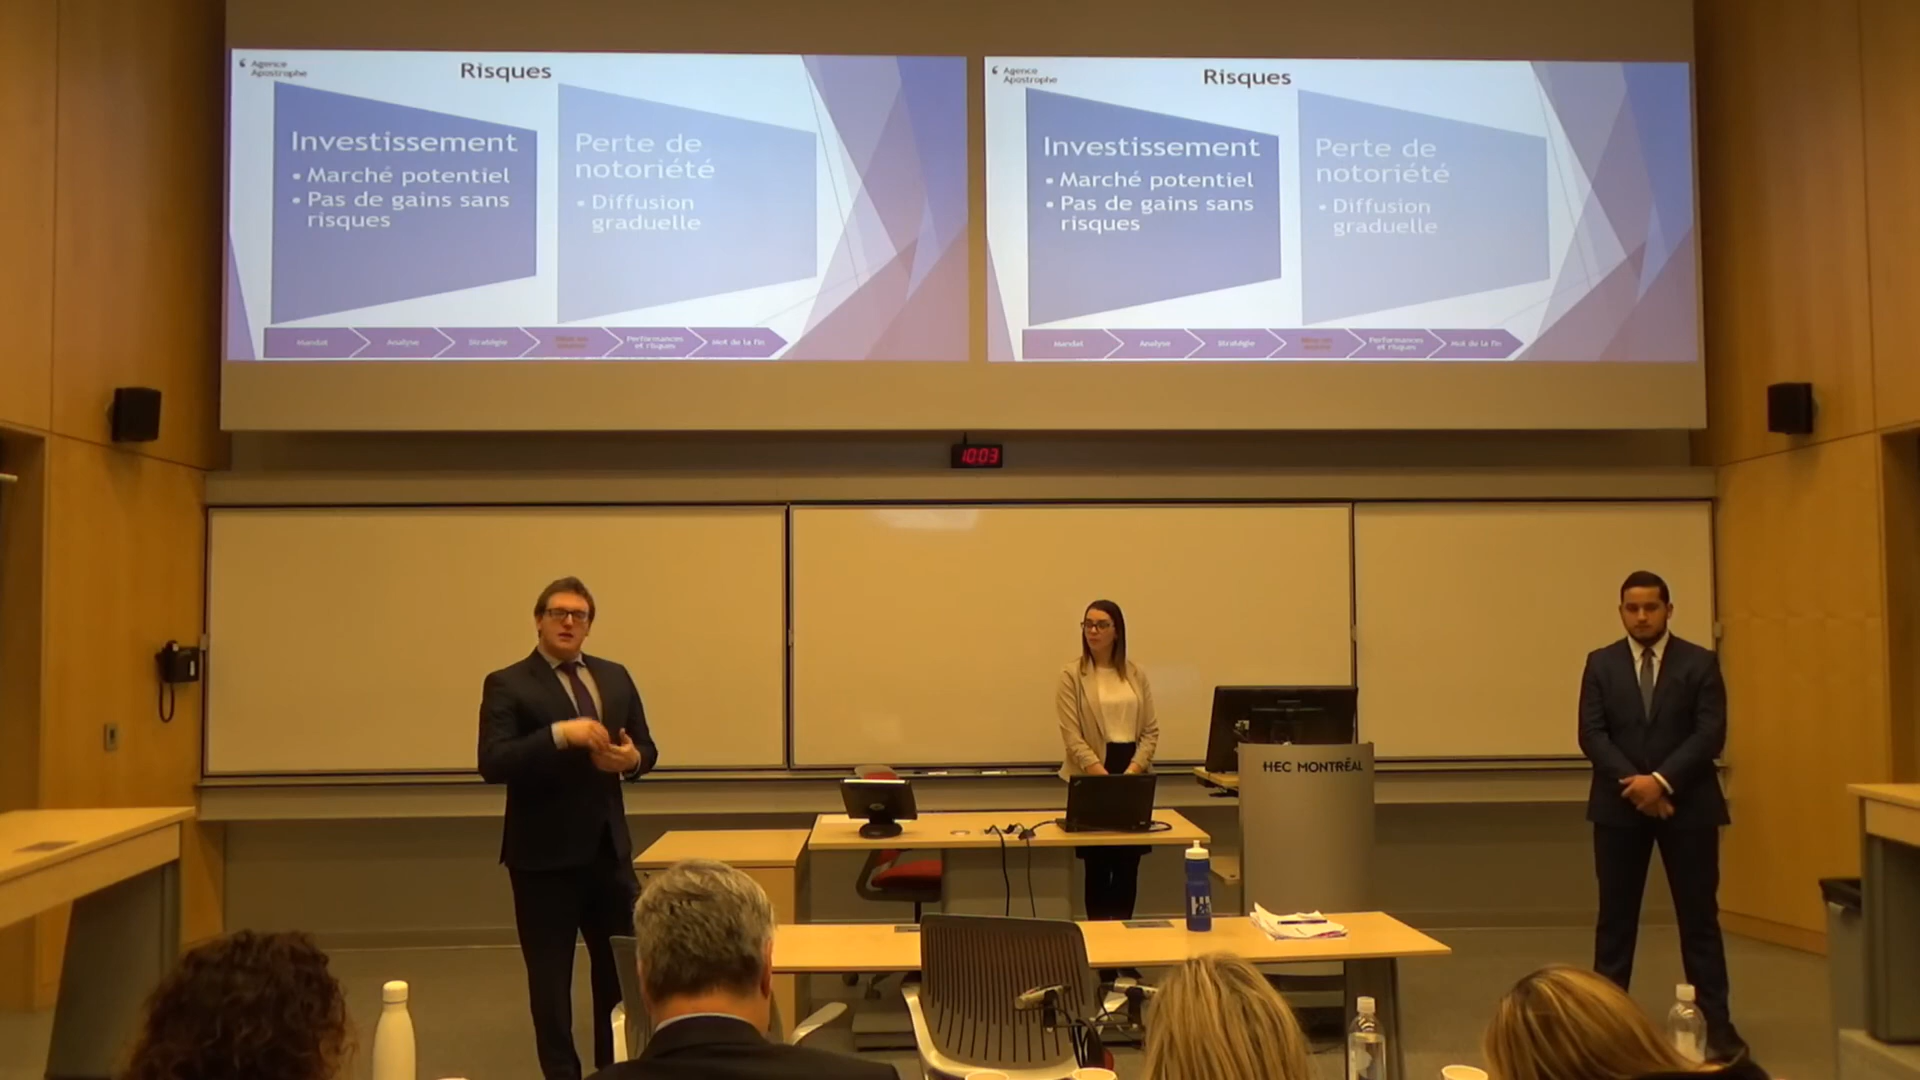 Agence
Apostrophe
Risques
Investissement
• Marché potentiel
• Pas de gains sans
risques
Perte de
notoriété
• Diffusion
graduelle
Mandat
Analyse
Stratégie
Performances
et risques
Mot de la fin
Agence
Apostrophe
Risques
Investissement
• Marché potentiel
• Pas de gains sans
risques
Perte de
notoriété
• Diffusion
graduelle
Mandat
Analyse
Stratégie
Performances
et risques
Mot de la fin
10:03
HEC MONTRÉAL